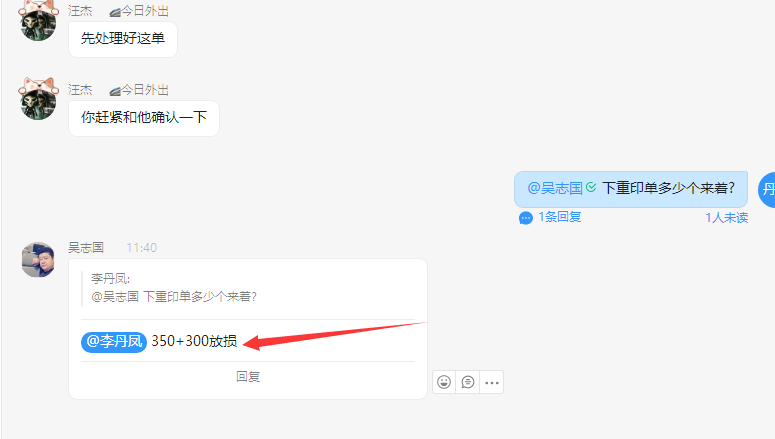 汪杰 今日外出
先处理好这单
汪杰 今日外出
你赶紧和他确认一下
@吴志国 下重印单多少个来着?
丹
1条回复 1人未读
吴志国 11:40
李丹凤:
@吴志国 下重印单多少个来着?
@李丹凤 350+300放损
回复